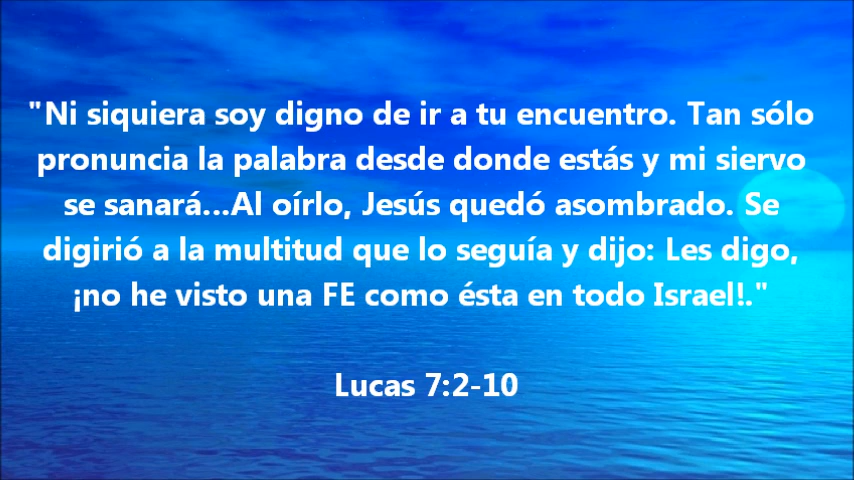 "Ni siquiera soy digno de ir a tu encuentro. Tan sólo
pronuncia la palabra desde donde estás y mi siervo
se sanará...Al oírlo, Jesús quedó asombrado. Se
digirió a la multitud que lo seguía y dijo: Les digo,
¡no he visto una FE como ésta en todo Israel!."
Lucas 7:2-10